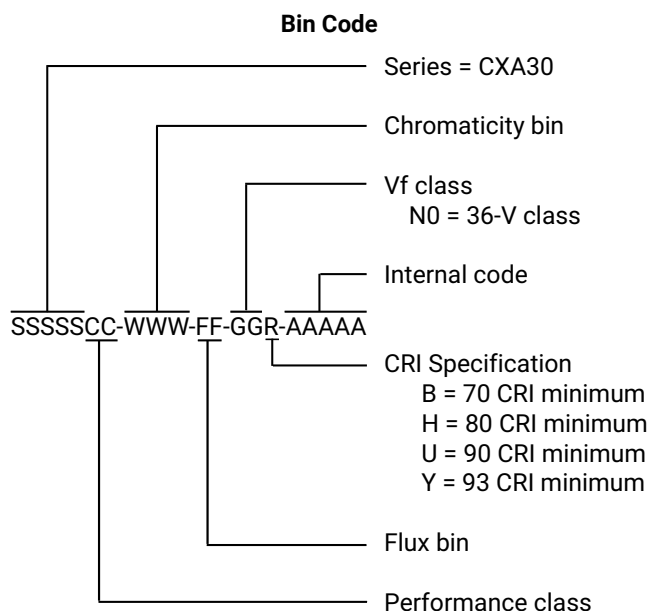 Bin Code
Series = CXA30
Chromaticity bin
Vf class
N0 = 36-V class
Internal code
SSSSSCC-WWW-FF-GGR-AAAAA
CRI Specification
B = 70 CRI minimum
H = 80 CRI minimum
U = 90 CRI minimum
Y = 93 CRI minimum
Flux bin
Performance class